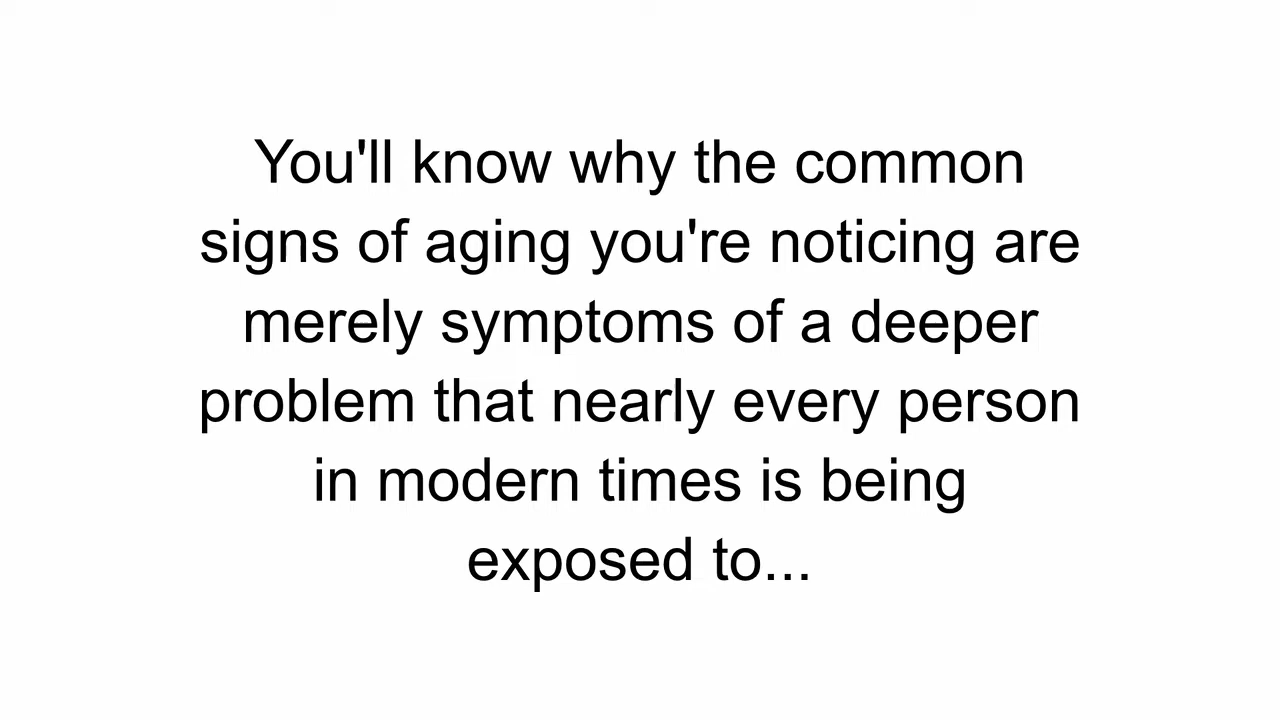 You'll know why the common
signs of aging you're noticing are
merely symptoms of a deeper
problem that nearly every person
in modern times is being
exposed to...